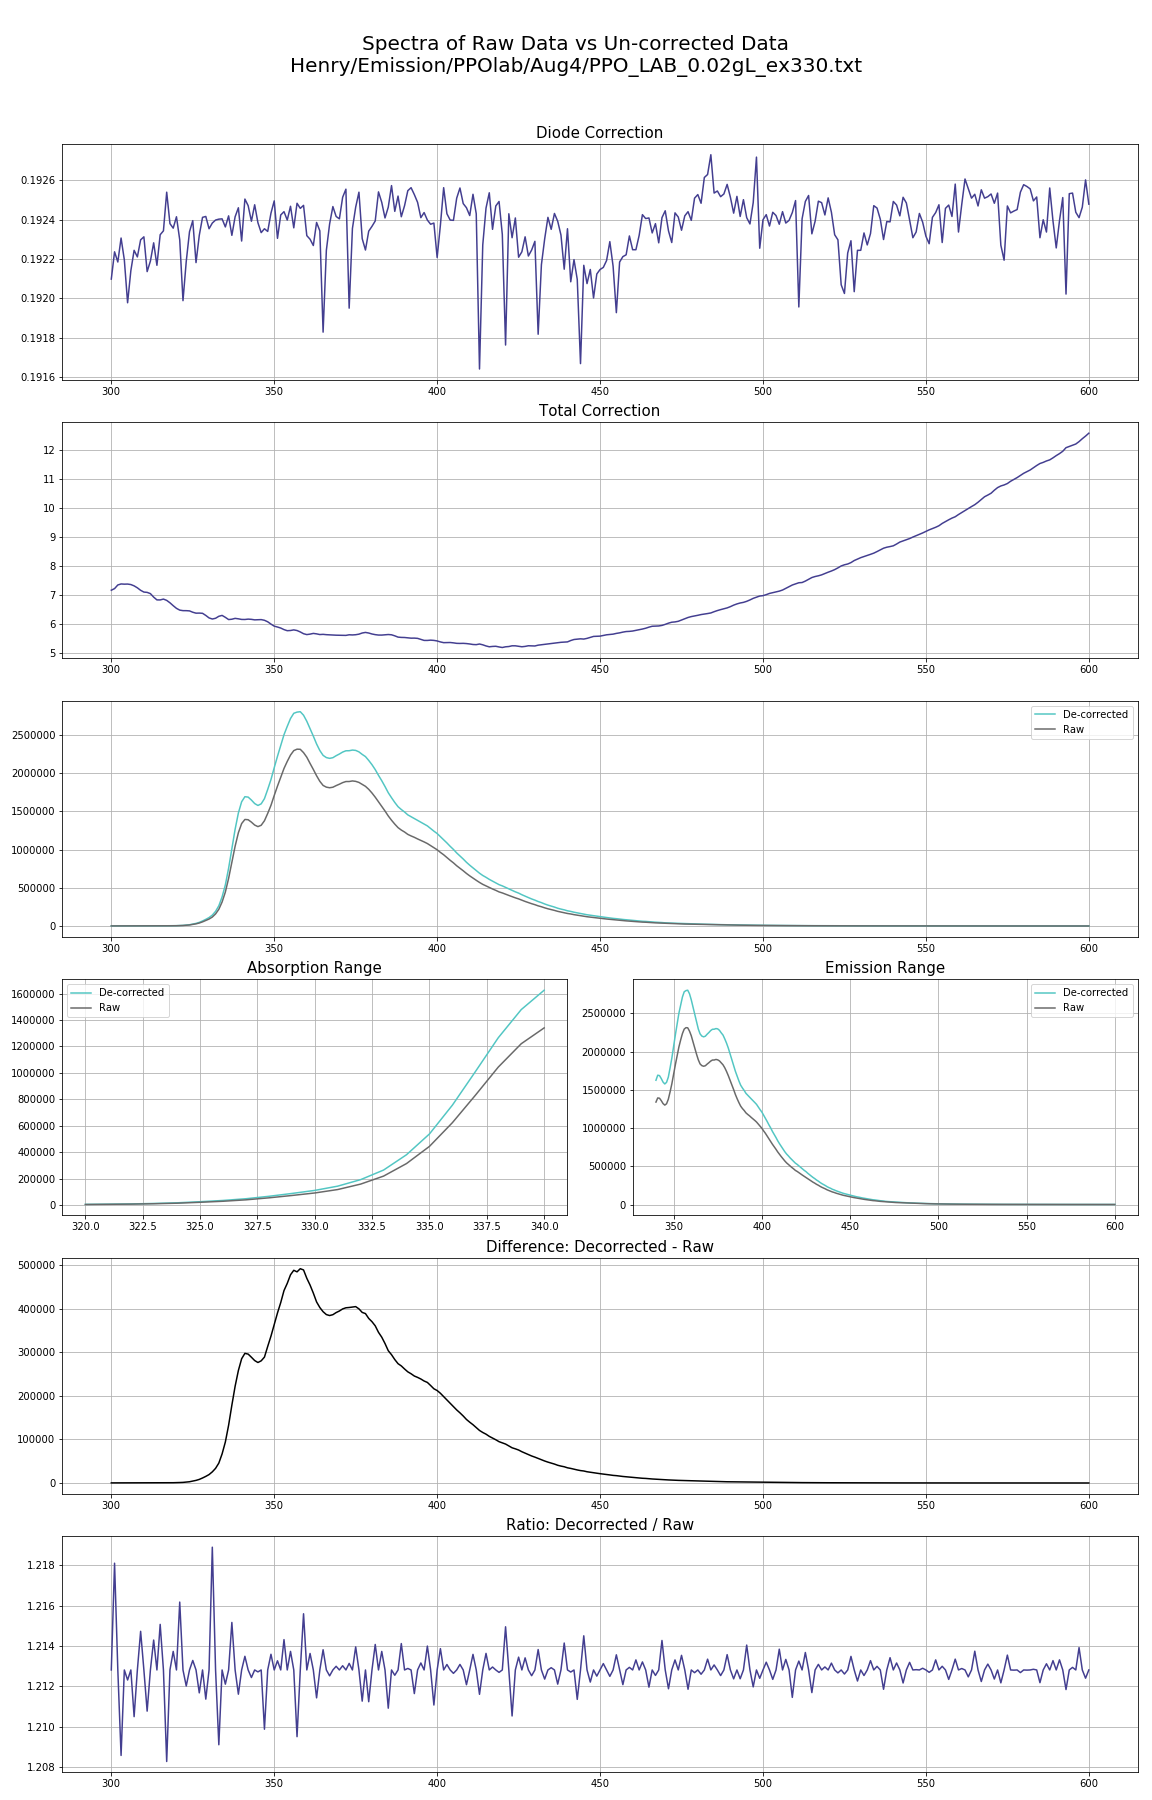 Spectra of Raw Data vs Un-corrected Data
Henry/Emission/PPOlab/Aug4/PPO_LAB_0.02gL_ex330.txt
Diode Correction
0.1926
0.1924
0.1922
0.1920
0.1918
0.1916
300 350 400 450 500 550 600
Total Correction
12
11
10
9
8
7
6
5
300 350 400 450 500 550 600
De-corrected
Raw
2500000
2000000
1500000
1000000
500000
0
300 350 400 450 500 550 600
Absorption Range
De-corrected
Raw
1600000
1400000
1200000
1000000
800000
600000
400000
200000
0
320.0 322.5 325.0 327.5 330.0 332.5 335.0 337.5 340.0
Emission Range
De-corrected
Raw
2500000
2000000
1500000
1000000
500000
0
350 400 450 500 550 600
Difference: Decorrected - Raw
500000
400000
300000
200000
100000
0
300 350 400 450 500 550 600
Ratio: Decorrected / Raw
1.218
1.216
1.214
1.212
1.210
1.208
300 350 400 450 500 550 600